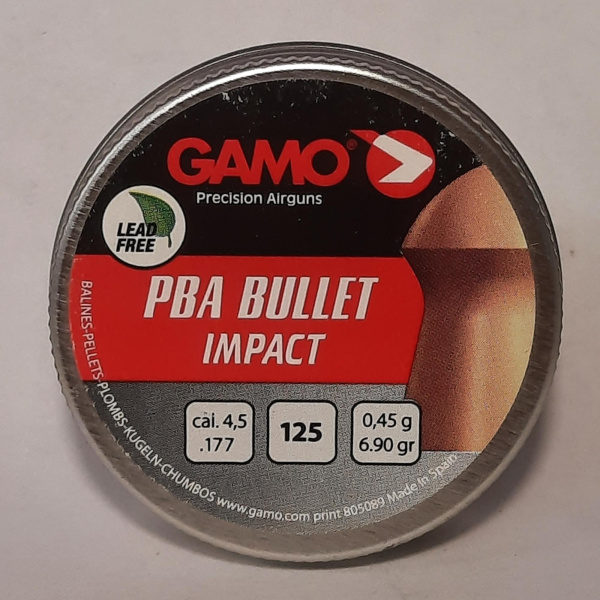 GAMO®
Precision Airguns
LEAD
FREE
PBA BULLET
IMPACT
cal. 4,5
.177
125
0,45 g
6.90 gr
BALINES-PELLETS-PLOMBS-KUGELN-CHUMBOS www.gamo.com print 805089 Made In Spain